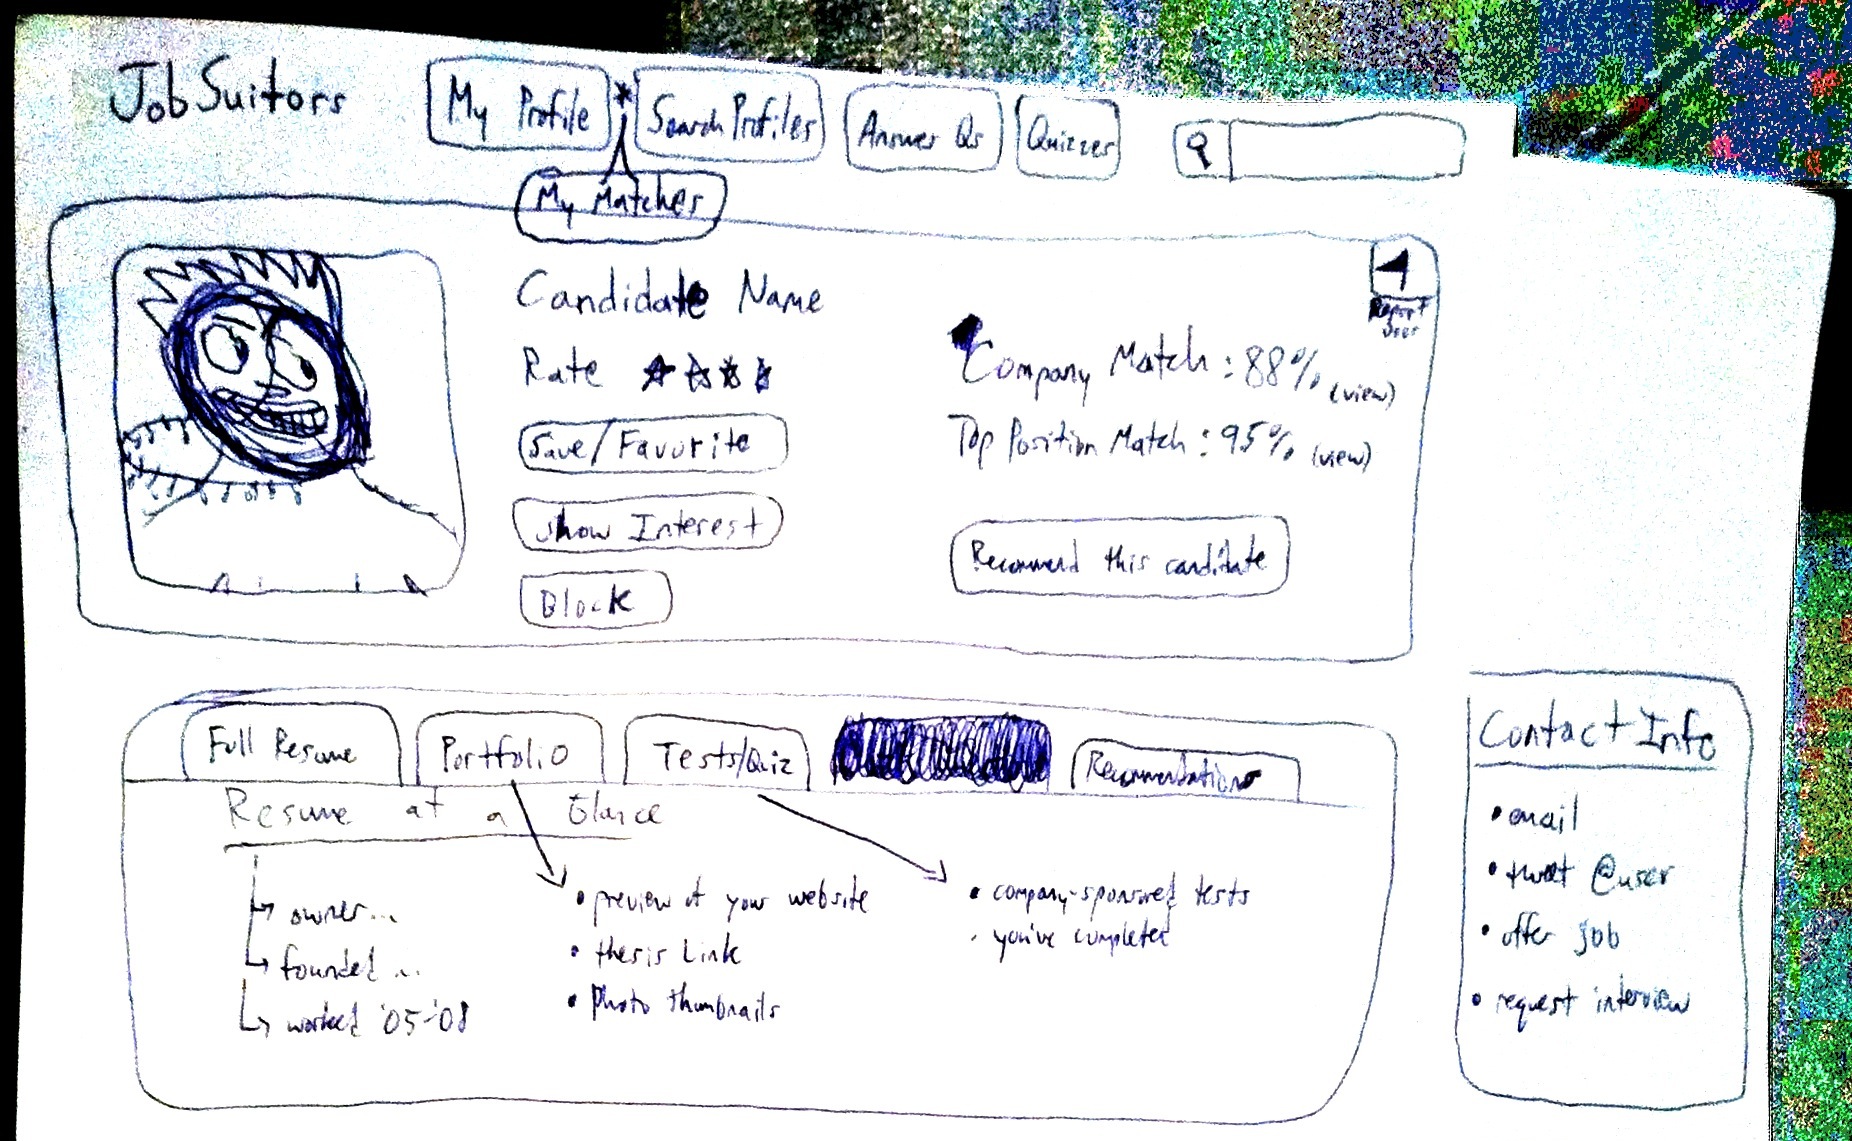 JobSuitors
My Profile
*
Search Profiles
Answer Qs
Quizzes
My Matches
Candidate Name
Rate
Save/Favorite
Show Interest
Block
Report
User
Company Match : 88% (view)
Top Position Match : 95% (view)
Recommend this candidate
Full Resume
Portfolio
Tests/Quiz
Recommendations
Resume at a Glance
owner...
founded ...
worked '05-'08
• preview of your website
• thesis link
• photo thumbnails
• company-sponsored tests
you've completed
Contact Info
• email
• tweet @user
• offer job
• request interview